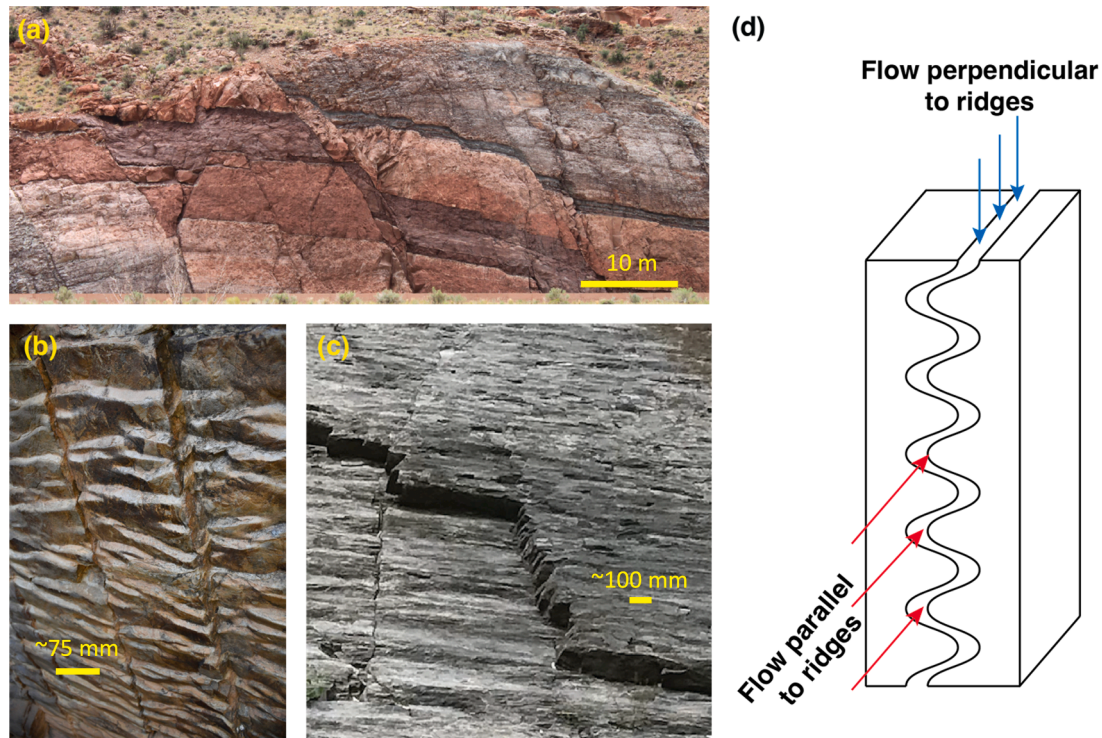 (a)
10 m
(b)
~75 mm
(c)
~100 mm
(d)
Flow perpendicular
to ridges
Flow parallel
to ridges